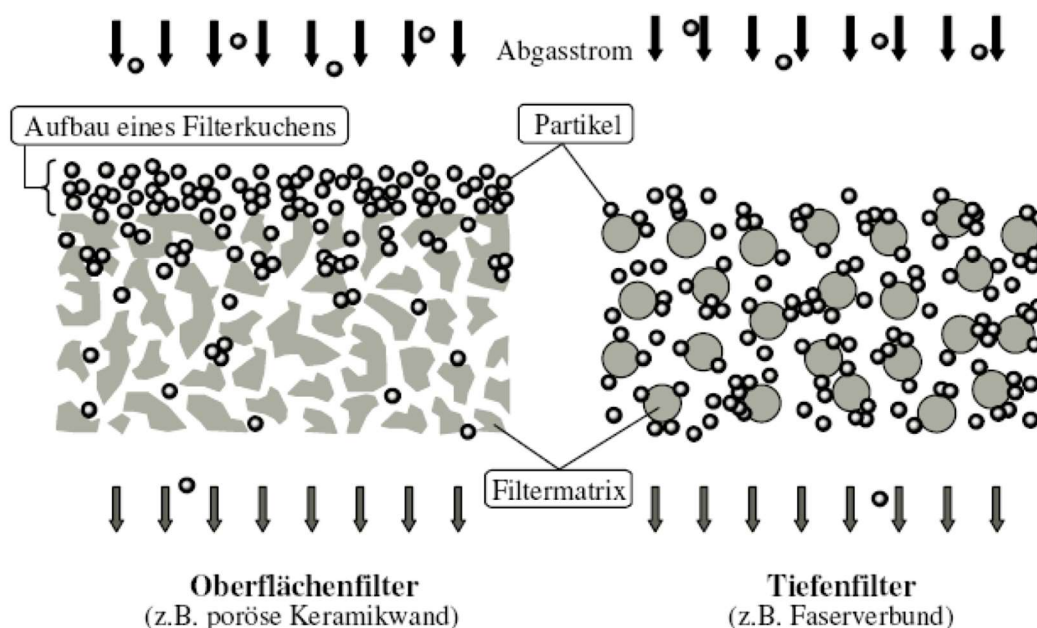 Abgasstrom
Aufbau eines Filterkuchens
Partikel
Filtermatrix
Oberflächenfilter
(z.B. poröse Keramikwand)
Tiefenfilter
(z.B. Faserverbund)